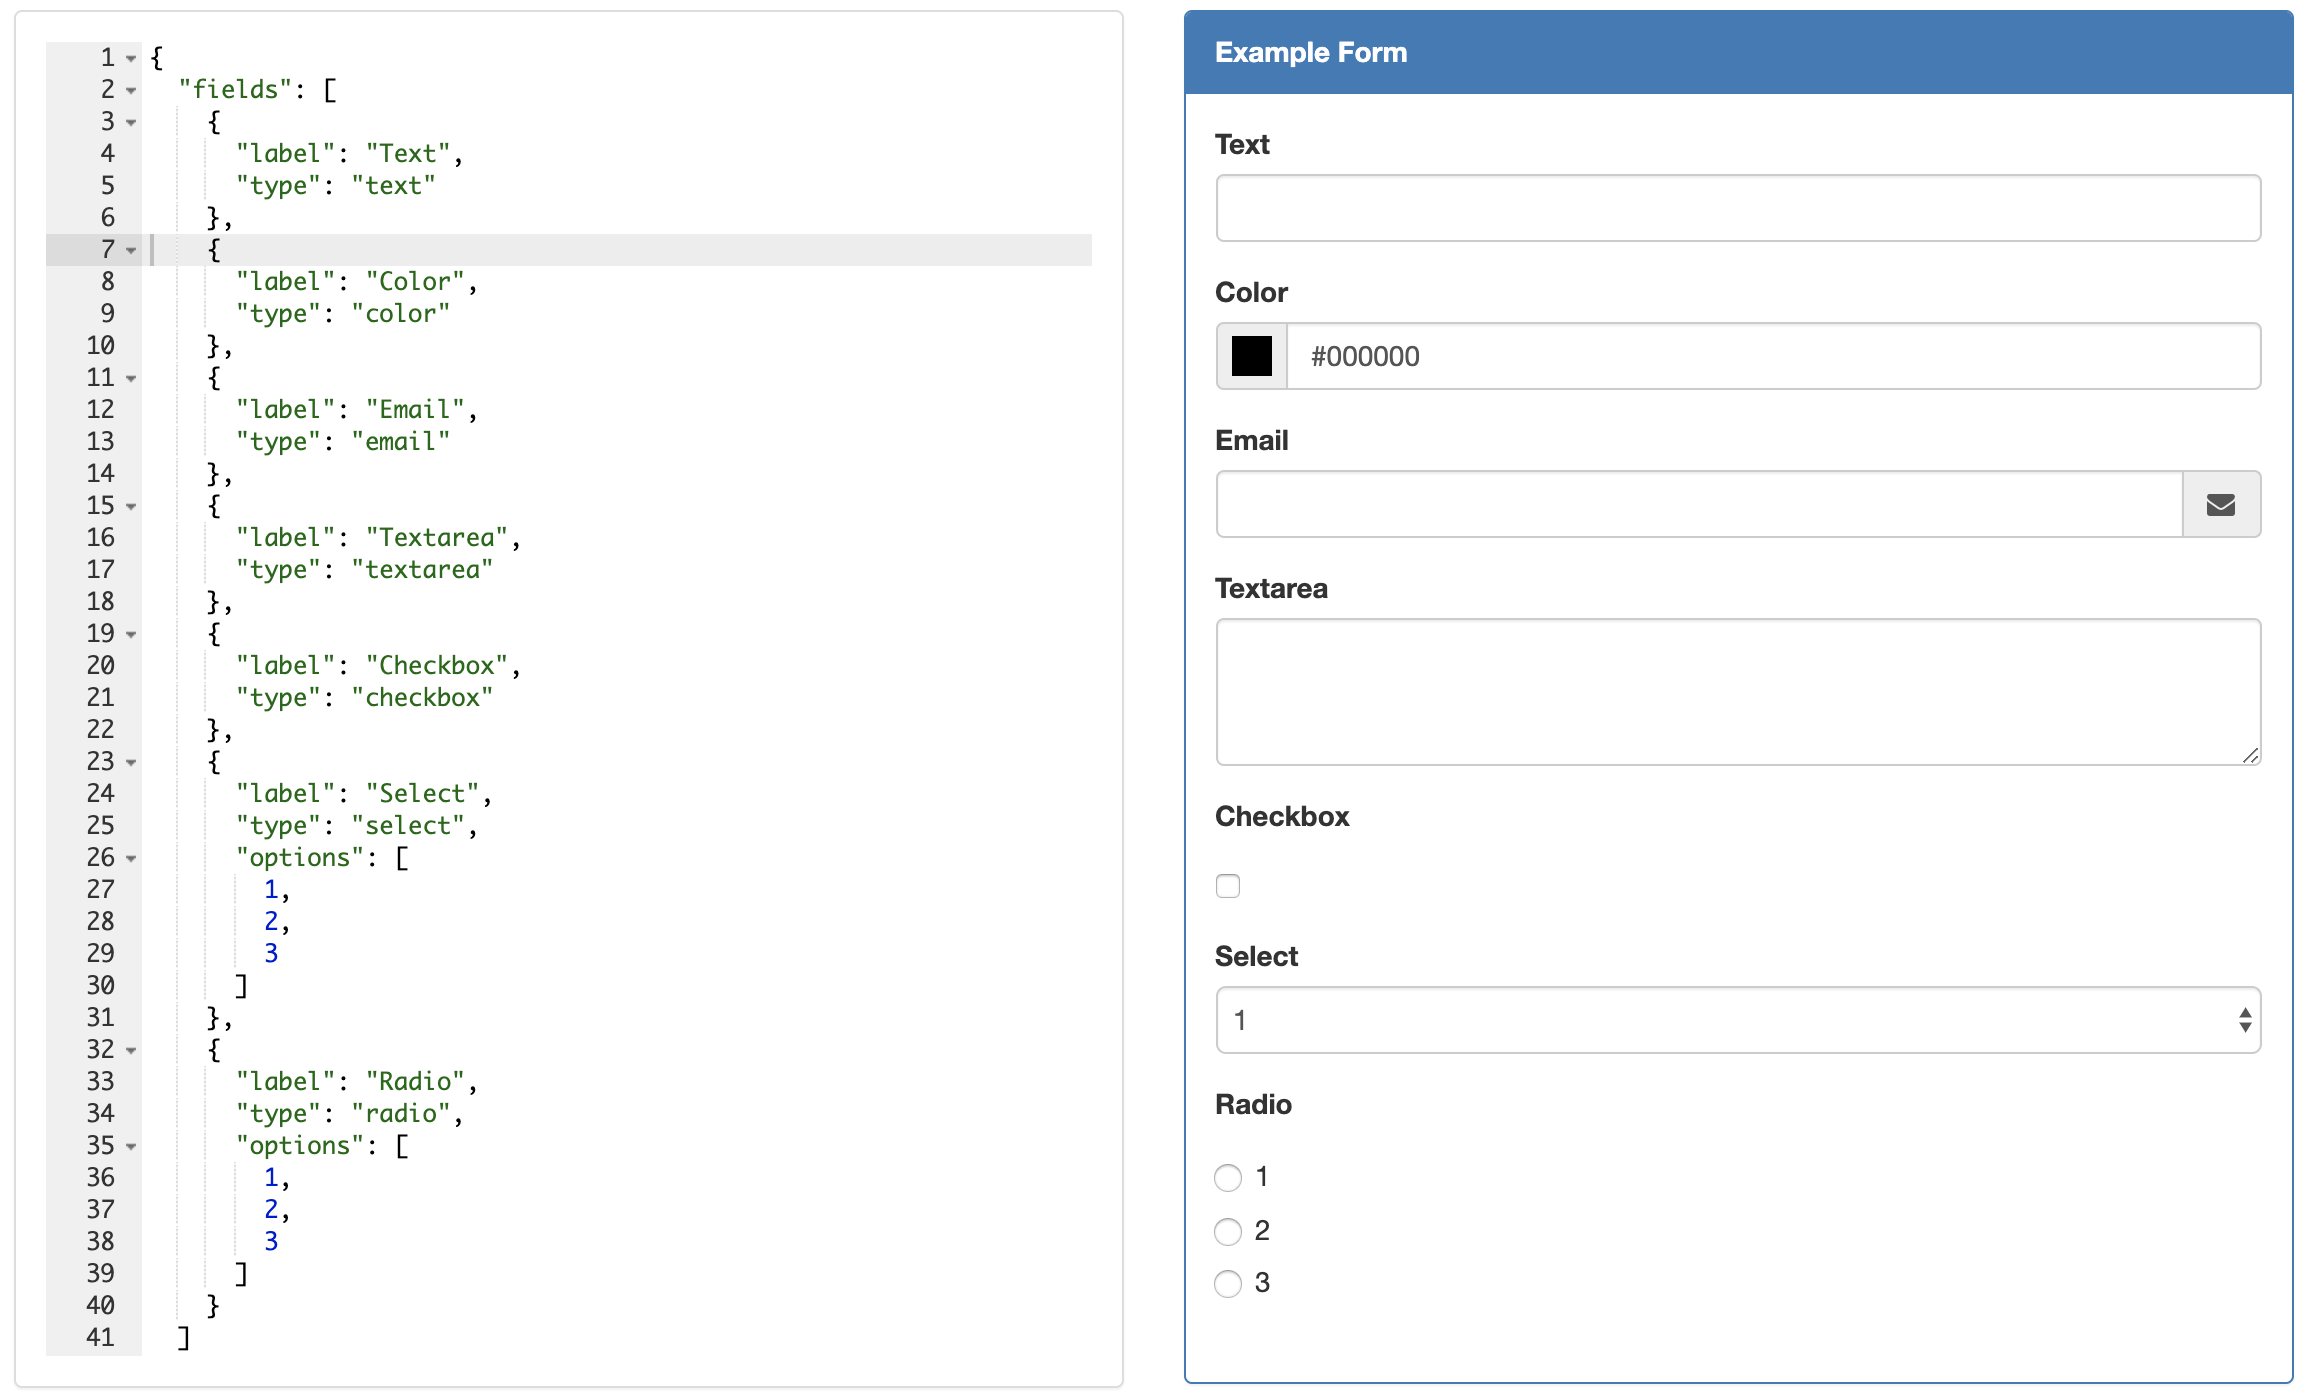 1 {
2 "fields": [
3 {
4 "label": "Text",
5 "type": "text"
6 },
7 {
8 "label": "Color",
9 "type": "color"
10 },
11 {
12 "label": "Email",
13 "type": "email"
14 },
15 {
16 "label": "Textarea",
17 "type": "textarea"
18 },
19 {
20 "label": "Checkbox",
21 "type": "checkbox"
22 },
23 {
24 "label": "Select",
25 "type": "select",
26 "options": [
27 1,
28 2,
29 3
30 ]
31 },
32 {
33 "label": "Radio",
34 "type": "radio",
35 "options": [
36 1,
37 2,
38 3
39 ]
40 }
41 ]
Example Form
Text
Color
#000000
Email
Textarea
Checkbox
Select
1
Radio
1
2
3